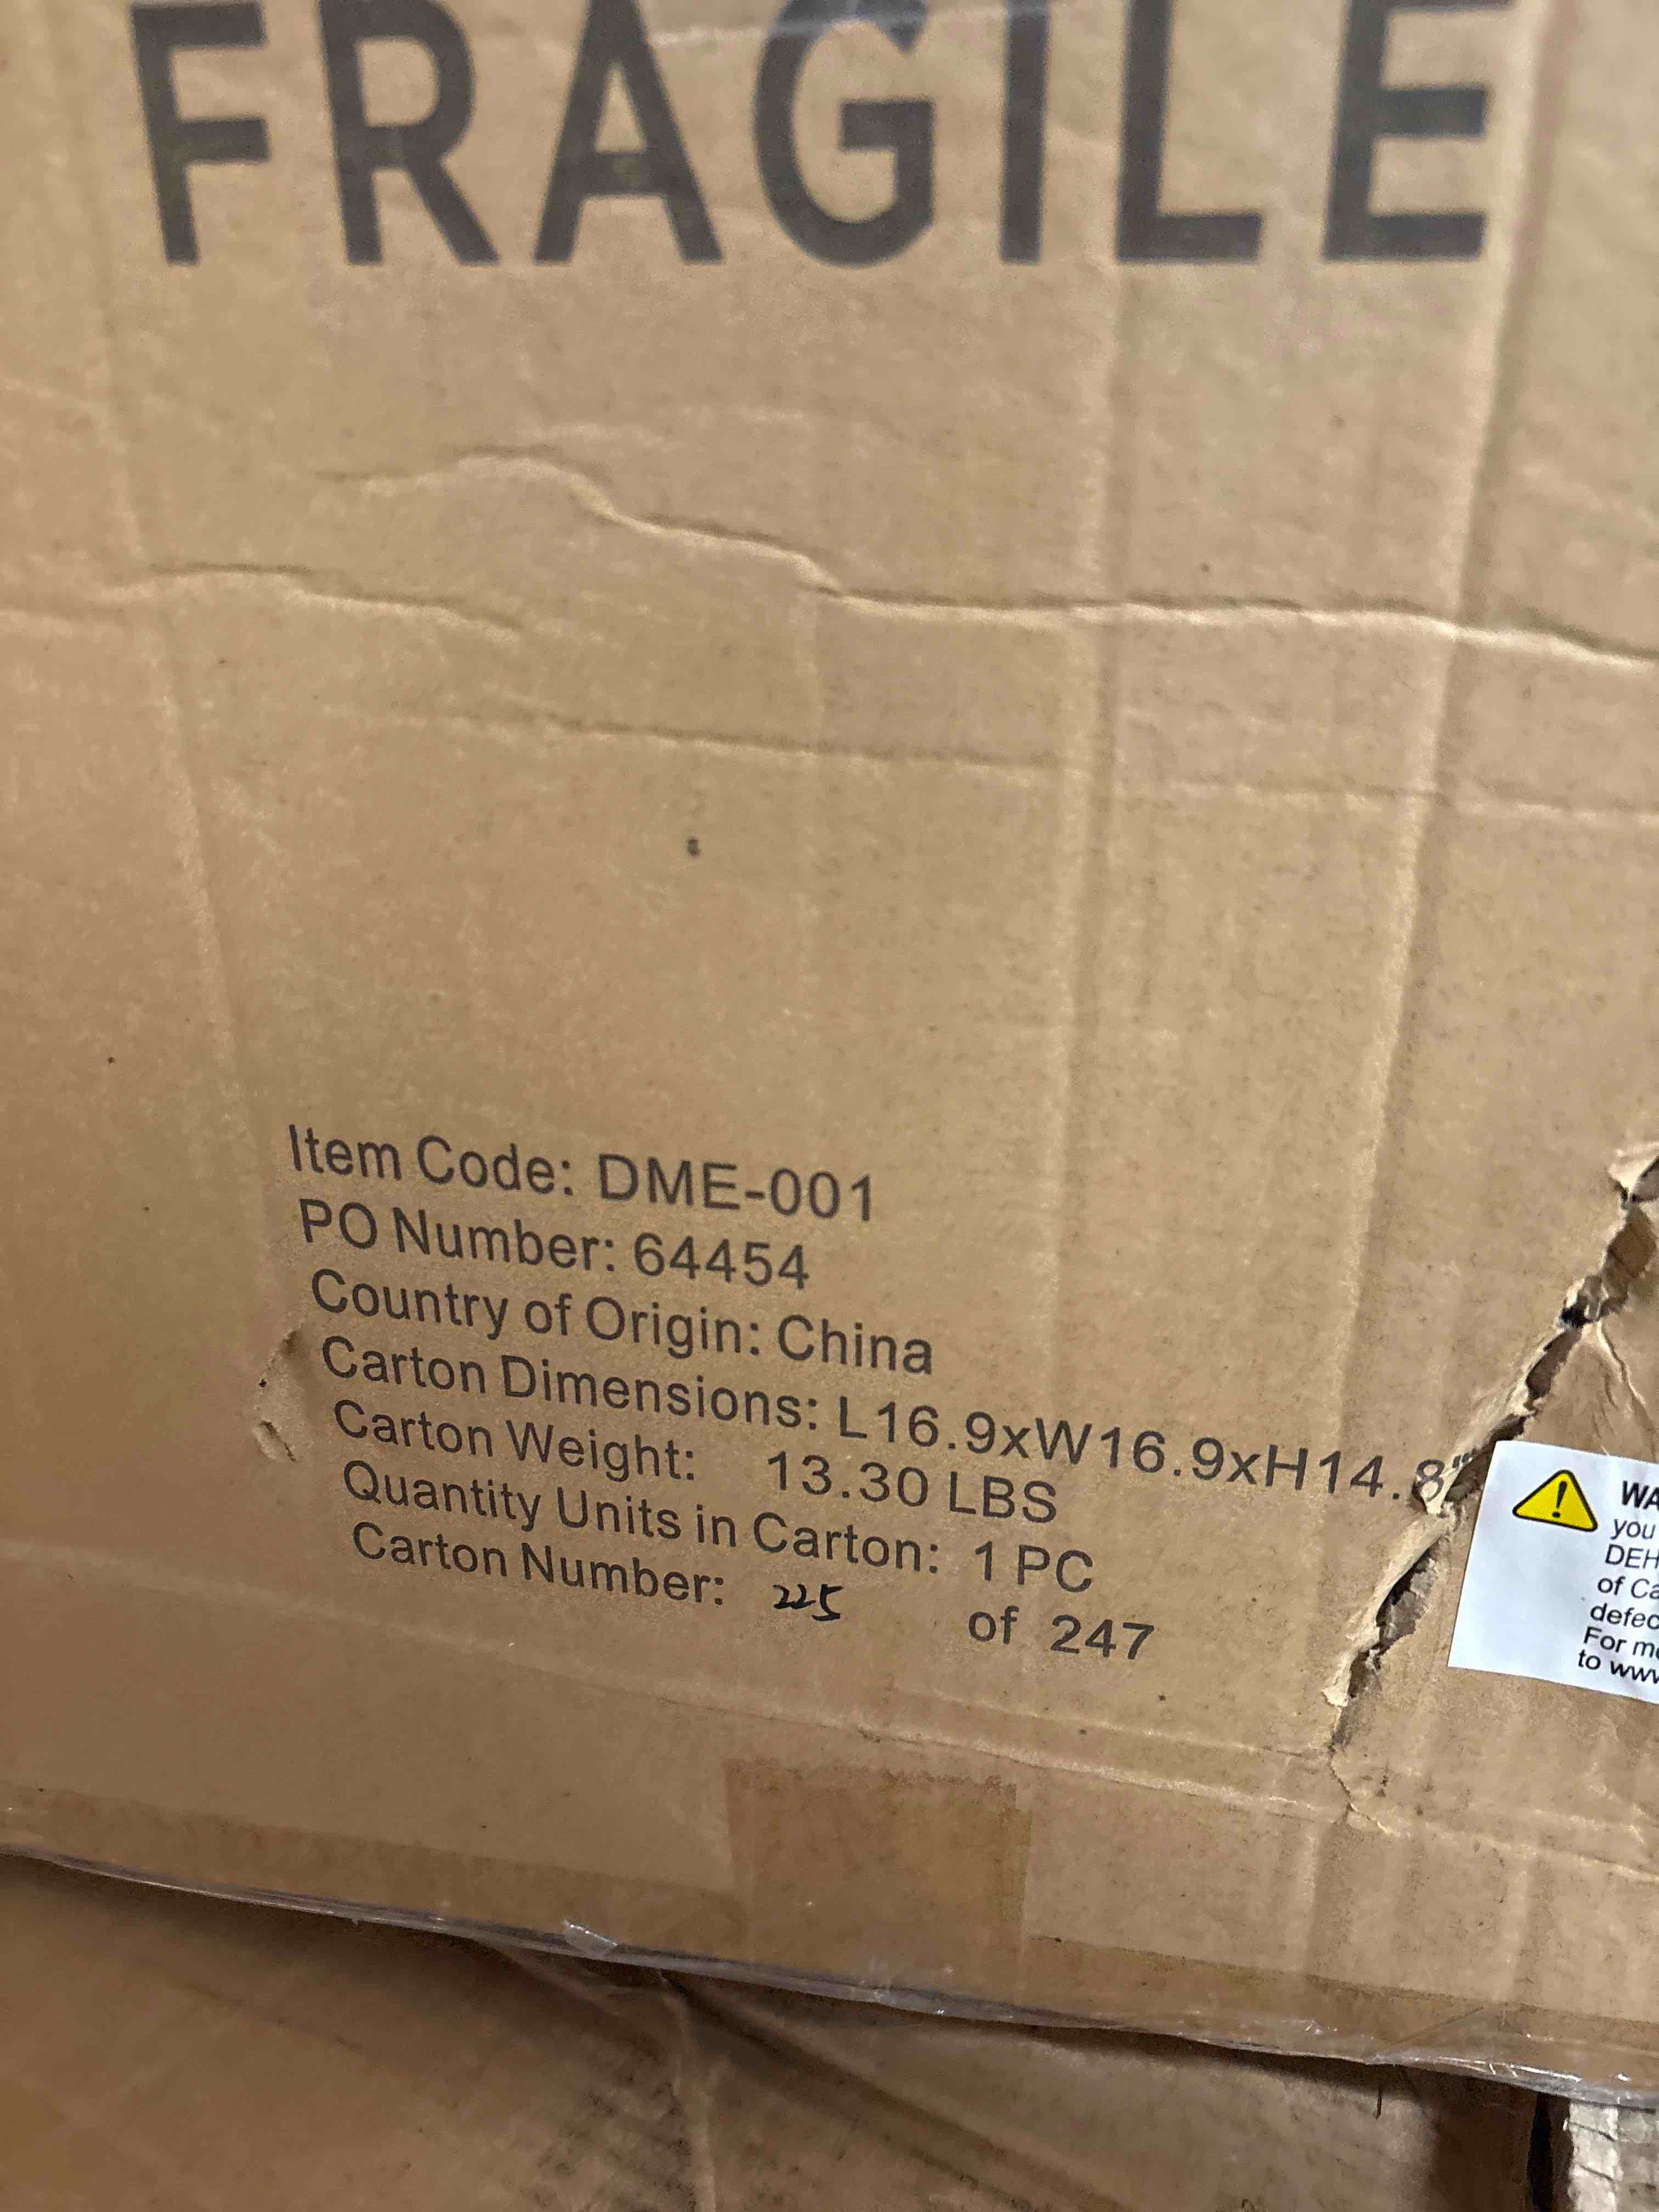 FRAGILE
Item Code: DME-001
PO Number: 64454
Country of Origin: China
Carton Dimensions: L16.9xW16.9xH14.8"
Carton Weight: 13.30 LBS
Quantity Units in Carton: 1 PC
Carton Number: 225 of 247
WA
you
DEH
of Ca
defec
For mo
to www